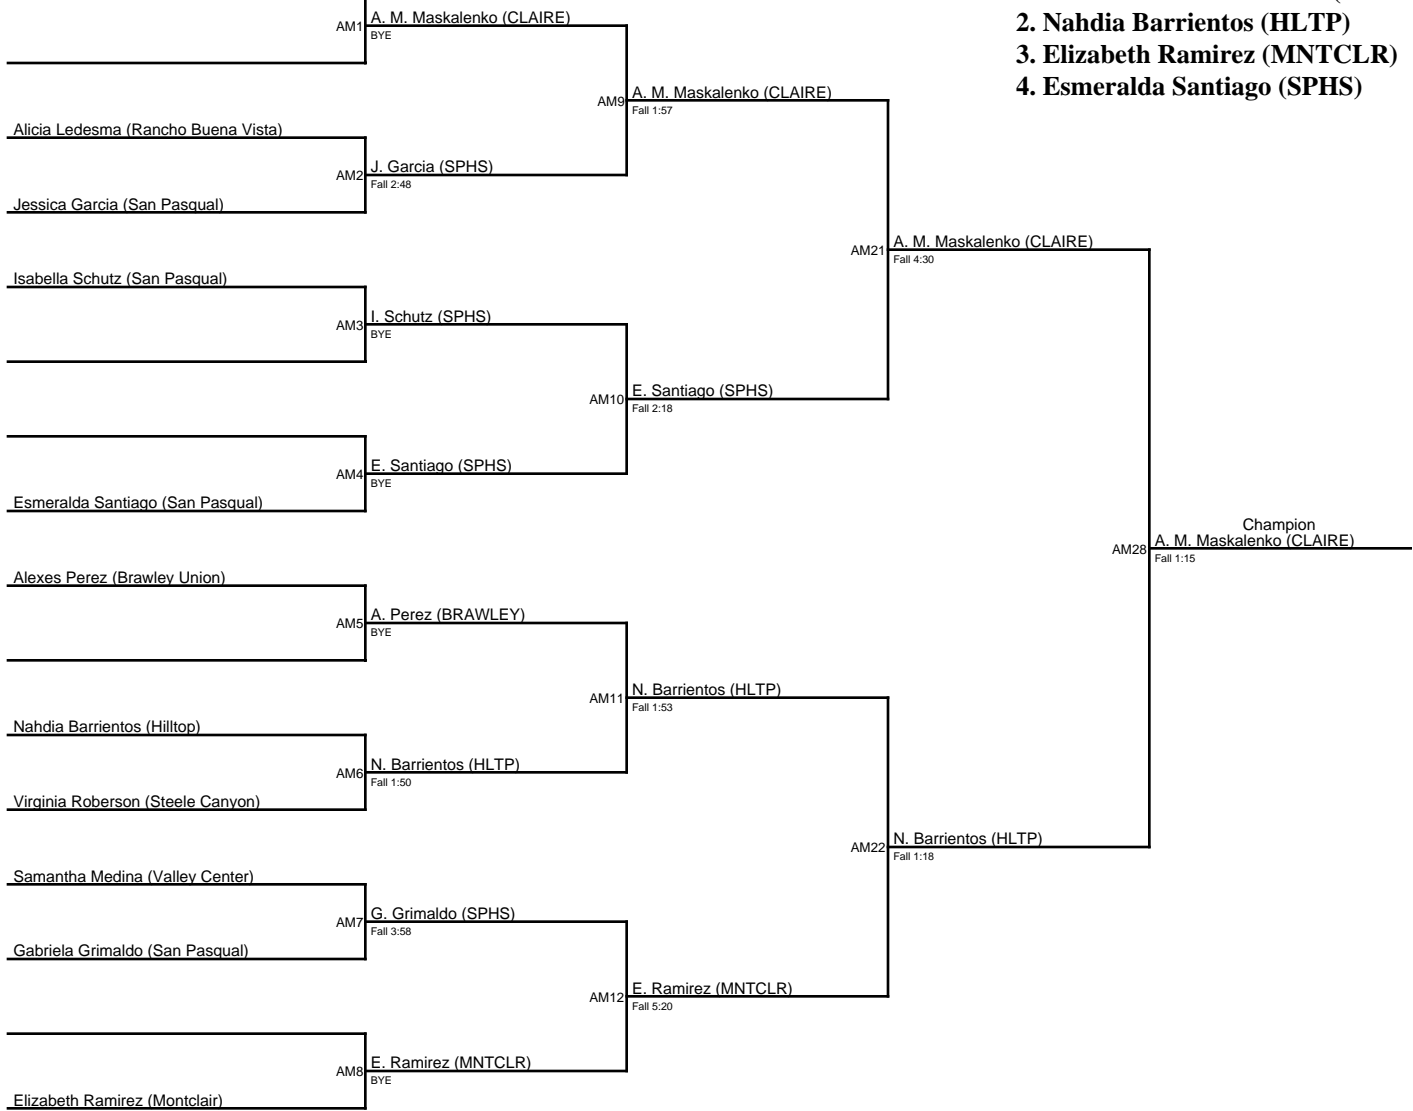 2. Nahdia Barrientos (HLTP)
3. Elizabeth Ramirez (MNTCLR)
4. Esmeralda Santiago (SPHS)
AM1
A. M. Maskalenko (CLAIRE)
BYE
AM9
A. M. Maskalenko (CLAIRE)
Fall 1:57
Alicia Ledesma (Rancho Buena Vista)
AM2
J. Garcia (SPHS)
Fall 2:48
Jessica Garcia (San Pasqual)
AM21
A. M. Maskalenko (CLAIRE)
Fall 4:30
Isabella Schutz (San Pasqual)
AM3
I. Schutz (SPHS)
BYE
AM10
E. Santiago (SPHS)
Fall 2:18
AM4
E. Santiago (SPHS)
BYE
Esmeralda Santiago (San Pasqual)
Champion
AM28
A. M. Maskalenko (CLAIRE)
Fall 1:15
Alexes Perez (Brawley Union)
AM5
A. Perez (BRAWLEY)
BYE
AM11
N. Barrientos (HLTP)
Fall 1:53
Nahdia Barrientos (Hilltop)
AM6
N. Barrientos (HLTP)
Fall 1:50
Virginia Roberson (Steele Canyon)
AM22
N. Barrientos (HLTP)
Fall 1:18
Samantha Medina (Valley Center)
AM7
G. Grimaldo (SPHS)
Fall 3:58
Gabriela Grimaldo (San Pasqual)
AM12
E. Ramirez (MNTCLR)
Fall 5:20
AM8
E. Ramirez (MNTCLR)
BYE
Elizabeth Ramirez (Montclair)